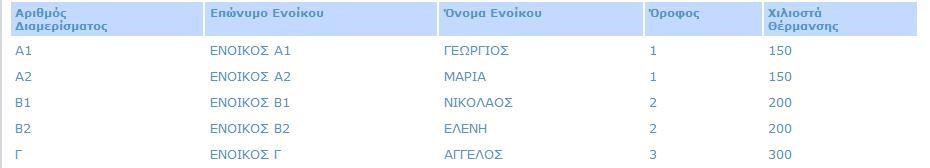 Αριθμός Διαμερίσματος Επώνυμο Ενοίκου Όνομα Ενοίκου Όροφος Χιλιοστά Θέρμανσης
Α1 ΕΝΟΙΚΟΣ Α1 ΓΕΩΡΓΙΟΣ 1 150
Α2 ΕΝΟΙΚΟΣ Α2 ΜΑΡΙΑ 1 150
Β1 ΕΝΟΙΚΟΣ Β1 ΝΙΚΟΛΑΟΣ 2 200
Β2 ΕΝΟΙΚΟΣ Β2 ΕΛΕΝΗ 2 200
Γ ΕΝΟΙΚΟΣ Γ ΑΓΓΕΛΟΣ 3 300